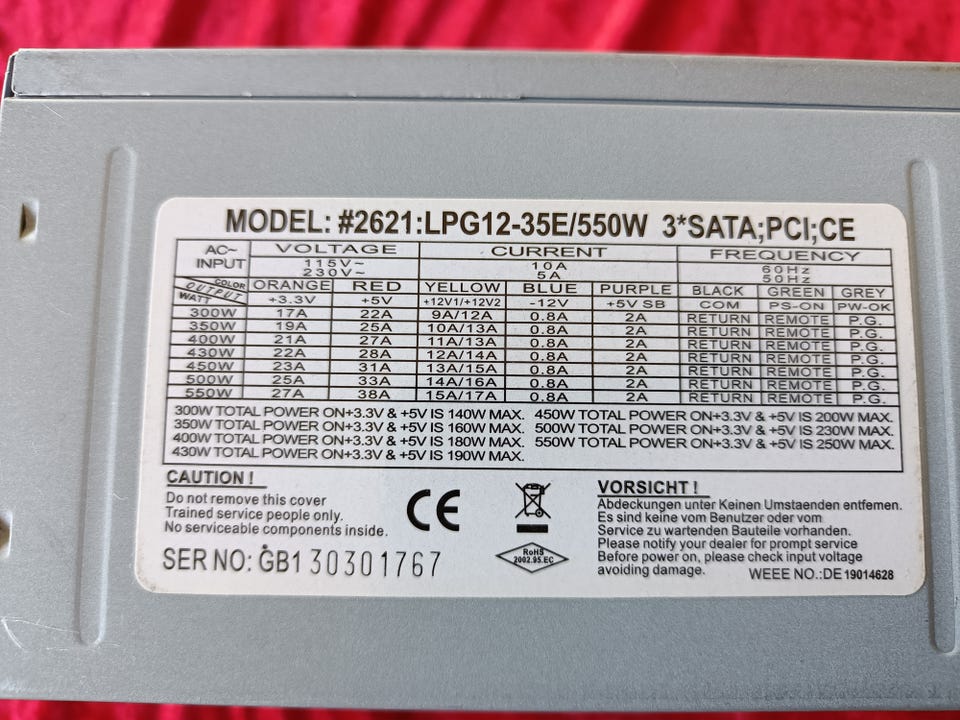 MODEL: #2621:LPG12-35E/550W 3*SATA;PCI;CE
AC~ INPUT VOLTAGE CURRENT FREQUENCY
115V~ 10A 60Hz
230V~ 5A 50Hz
COLOR OUTPUT WATT ORANGE RED YELLOW BLUE PURPLE BLACK GREEN GREY
+3.3V +5V +12V1/+12V2 -12V +5V SB COM PS-ON PW-OK
300W 17A 22A 9A/12A 0.8A 2A RETURN REMOTE P.G.
350W 19A 25A 10A/13A 0.8A 2A RETURN REMOTE P.G.
400W 21A 27A 11A/13A 0.8A 2A RETURN REMOTE P.G.
430W 22A 28A 12A/14A 0.8A 2A RETURN REMOTE P.G.
450W 23A 31A 13A/15A 0.8A 2A RETURN REMOTE P.G.
500W 25A 33A 14A/16A 0.8A 2A RETURN REMOTE P.G.
550W 27A 38A 15A/17A 0.8A 2A RETURN REMOTE P.G.
300W TOTAL POWER ON+3.3V & +5V IS 140W MAX. 450W TOTAL POWER ON+3.3V & +5V IS 200W MAX.
350W TOTAL POWER ON+3.3V & +5V IS 160W MAX. 500W TOTAL POWER ON+3.3V & +5V IS 230W MAX.
400W TOTAL POWER ON+3.3V & +5V IS 180W MAX. 550W TOTAL POWER ON+3.3V & +5V IS 250W MAX.
430W TOTAL POWER ON+3.3V & +5V IS 190W MAX.
CAUTION !
Do not remove this cover
Trained service people only.
No serviceable components inside.
SER NO: GB130301767
CE
RoHS
2002.95.EC
VORSICHT !
Abdeckungen unter Keinen Umstaenden entfernen.
Es sind keine vom Benutzer oder vom
Service zu wartenden Bauteile vorhanden.
Please notify your dealer for prompt service
Before power on, please check input voltage
avoiding damage.
WEEE NO.:DE 19014628